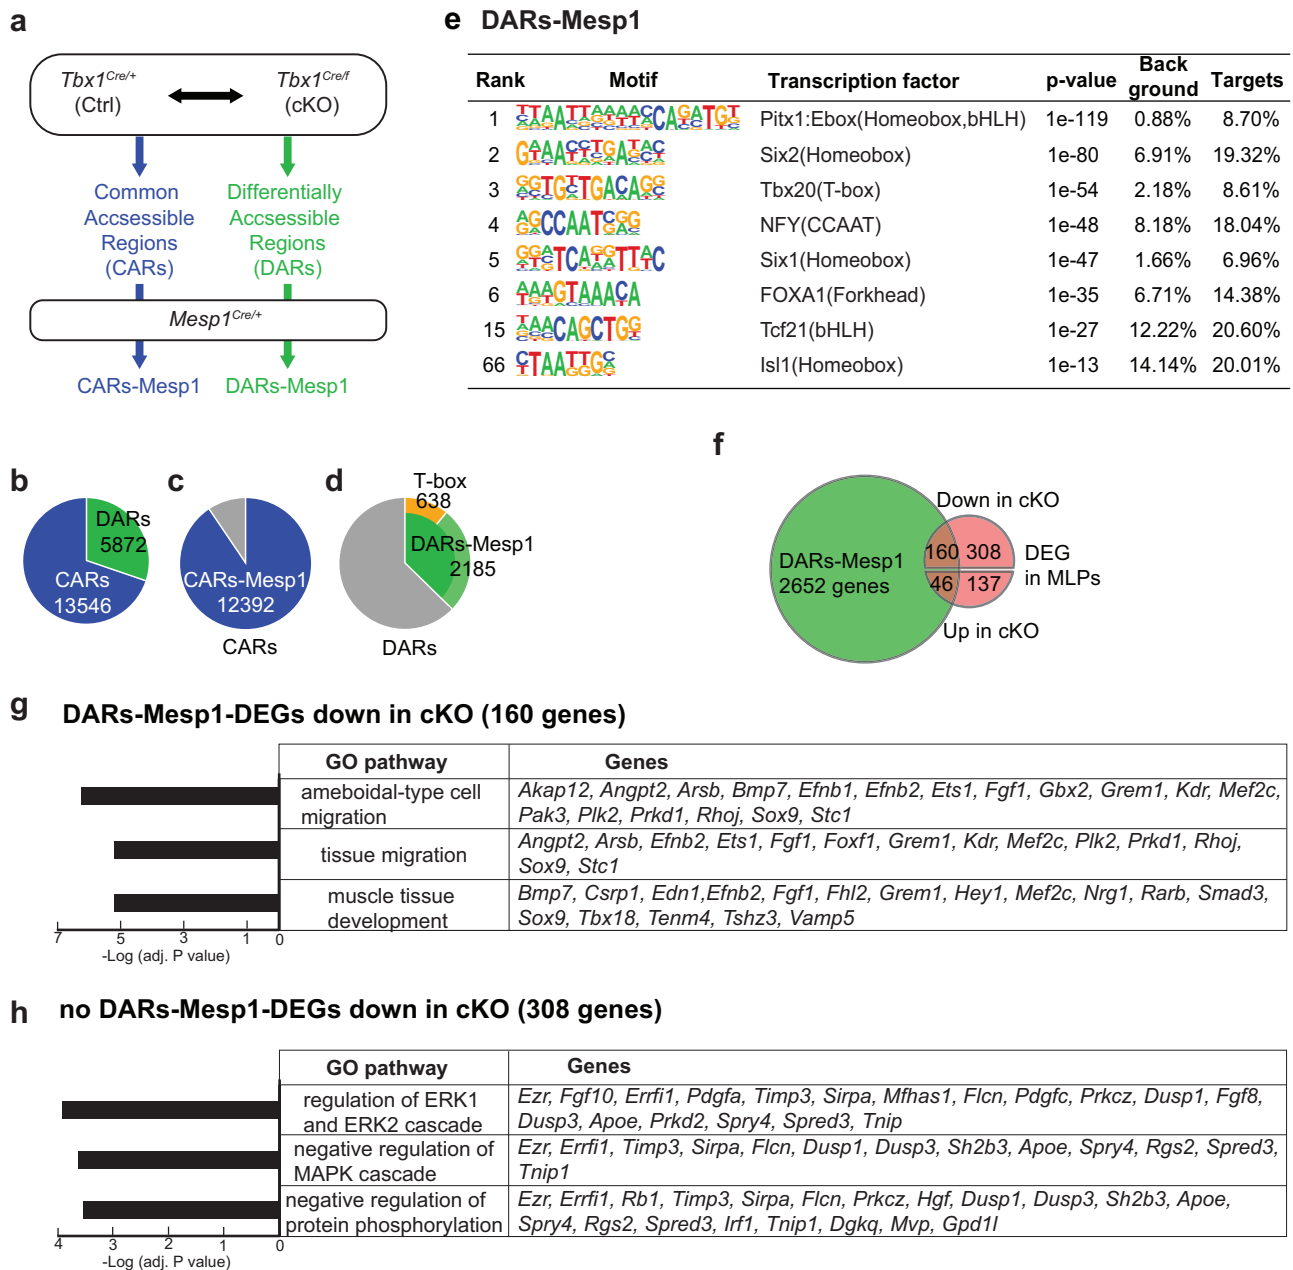 a
Tbx1Cre/+
(Ctrl)
Tbx1Cre/f
(cKO)
Common
Accsessible
Regions
(CARs)
Differentially
Accsessible
Regions
(DARs)
Mesp1Cre/+
CARs-Mesp1
DARs-Mesp1
e DARs-Mesp1
Rank Motif Transcription factor p-value Back ground Targets
1 Pitx1:Ebox(Homeobox,bHLH) 1e-119 0.88% 8.70%
2 Six2(Homeobox) 1e-80 6.91% 19.32%
3 Tbx20(T-box) 1e-54 2.18% 8.61%
4 NFY(CCAAT) 1e-48 8.18% 18.04%
5 Six1(Homeobox) 1e-47 1.66% 6.96%
6 FOXA1(Forkhead) 1e-35 6.71% 14.38%
15 Tcf21(bHLH) 1e-27 12.22% 20.60%
66 Isl1(Homeobox) 1e-13 14.14% 20.01%
b
DARs
5872
CARs
13546
c
CARs-Mesp1
12392
CARs
d
T-box
638
DARs-Mesp1
2185
DARs
f
Down in cKO
DARs-Mesp1
2652 genes
160 308
46 137
DEG
in MLPs
Up in cKO
g DARs-Mesp1-DEGs down in cKO (160 genes)
GO pathway Genes
ameboidal-type cell
migration
Akap12, Angpt2, Arsb, Bmp7, Efnb1, Efnb2, Ets1, Fgf1, Gbx2, Grem1, Kdr, Mef2c,
Pak3, Plk2, Prkd1, Rhoj, Sox9, Stc1
tissue migration
Angpt2, Arsb, Efnb2, Ets1, Fgf1, Foxf1, Grem1, Kdr, Mef2c, Plk2, Prkd1, Rhoj,
Sox9, Stc1
muscle tissue
development
Bmp7, Csrp1, Edn1,Efnb2, Fgf1, Fhl2, Grem1, Hey1, Mef2c, Nrg1, Rarb, Smad3,
Sox9, Tbx18, Tenm4, Tshz3, Vamp5
7 5 3 1 0
-Log (adj. P value)
h no DARs-Mesp1-DEGs down in cKO (308 genes)
GO pathway Genes
regulation of ERK1
and ERK2 cascade
Ezr, Fgf10, Errfi1, Pdgfa, Timp3, Sirpa, Mfhas1, Flcn, Pdgfc, Prkcz, Dusp1, Fgf8,
Dusp3, Apoe, Prkd2, Spry4, Spred3, Tnip
negative regulation of
MAPK cascade
Ezr, Errfi1, Timp3, Sirpa, Flcn, Dusp1, Dusp3, Sh2b3, Apoe, Spry4, Rgs2, Spred3,
Tnip1
negative regulation of
protein phosphorylation
Ezr, Errfi1, Rb1, Timp3, Sirpa, Flcn, Prkcz, Hgf, Dusp1, Dusp3, Sh2b3, Apoe,
Spry4, Rgs2, Spred3, Irf1, Tnip1, Dgkq, Mvp, Gpd1l
4 3 2 1 0
-Log (adj. P value)